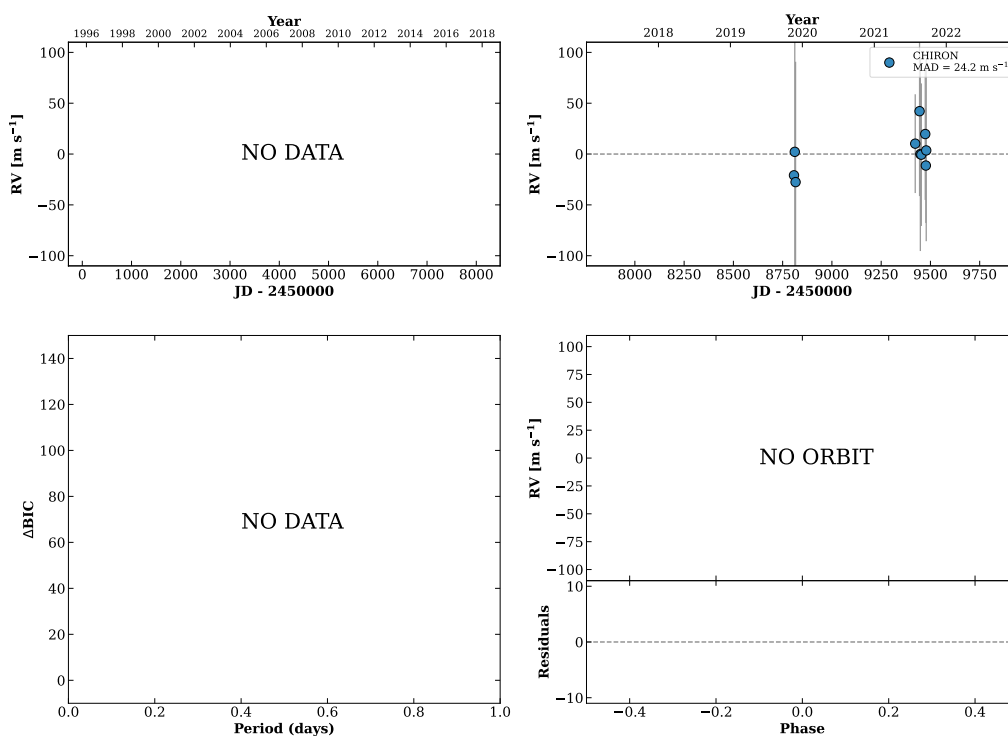 Year
1996 1998 2000 2002 2004 2006 2008 2010 2012 2014 2016 2018
100
50
0
−50
−100
RV [m s−1]
NO DATA
0 1000 2000 3000 4000 5000 6000 7000 8000
JD - 2450000
Year
2018 2019 2020 2021 2022
CHIRON
MAD = 24.2 m s−1
100
50
0
−50
−100
RV [m s−1]
8000 8250 8500 8750 9000 9250 9500 9750
JD - 2450000
140
120
100
80
60
40
20
0
ΔBIC
NO DATA
0.0 0.2 0.4 0.6 0.8 1.0
Period (days)
100
75
50
25
0
−25
−50
−75
−100
RV [m s−1]
NO ORBIT
10
0
−10
Residuals
−0.4 −0.2 0.0 0.2 0.4
Phase